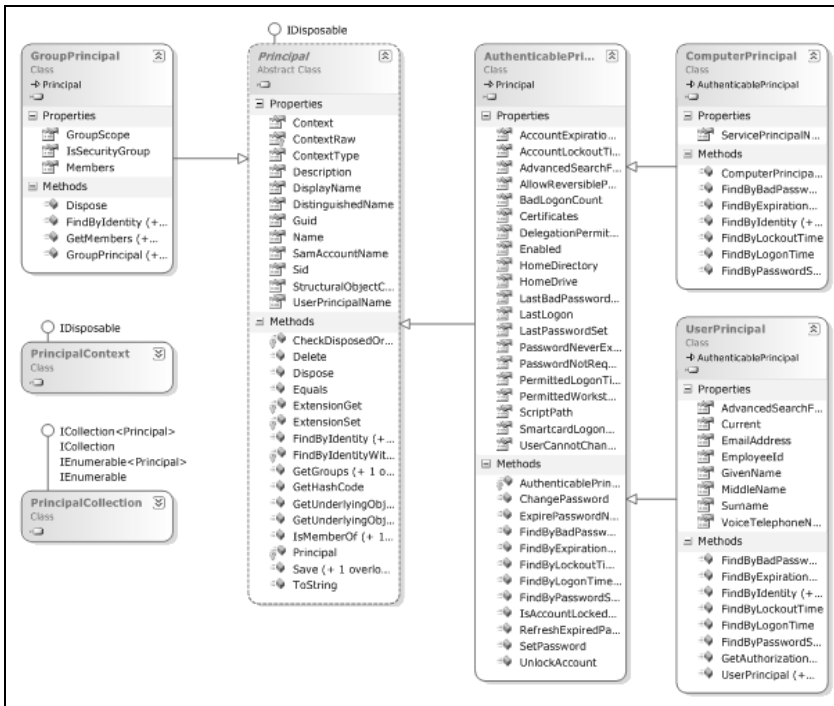 GroupPrincipal
Class
Principal
Properties
GroupScope
IsSecurityGroup
Members
Methods
Dispose
FindByIdentity (+...
GetMembers (+...
GroupPrincipal (+...
IDisposable
PrincipalContext
Class
ICollection<Principal>
ICollection
IEnumerable<Principal>
IEnumerable
PrincipalCollection
Class
IDisposable
Principal
Abstract Class
Properties
Context
ContextRaw
ContextType
Description
DisplayName
DistinguishedName
Guid
Name
SamAccountName
Sid
StructuralObjectC...
UserPrincipalName
Methods
CheckDisposedOr...
Delete
Dispose
Equals
ExtensionGet
ExtensionSet
FindByIdentity (+...
FindByIdentityWit...
GetGroups (+ 1 o...
GetHashCode
GetUnderlyingObj...
GetUnderlyingObj...
IsMemberOf (+ 1...
Principal
Save (+ 1 overlo...
ToString
AuthenticablePri...
Class
Principal
Properties
AccountExpiratio...
AccountLockoutTi...
AdvancedSearchF...
AllowReversibleP...
BadLogonCount
Certificates
DelegationPermit...
Enabled
HomeDirectory
HomeDrive
LastBadPassword...
LastLogon
LastPasswordSet
PasswordNeverEx...
PasswordNotReq...
PermittedLogonTi...
PermittedWorkst...
ScriptPath
SmartcardLogon...
UserCannotChan...
Methods
AuthenticablePrin...
ChangePassword
ExpirePasswordN...
FindByBadPassw...
FindByExpiration...
FindByLockoutTi...
FindByLogonTime...
FindByPasswordS...
IsAccountLocked...
RefreshExpiredPa...
SetPassword
UnlockAccount
ComputerPrincipal
Class
AuthenticablePrincipal
Properties
ServicePrincipalN...
Methods
ComputerPrincipa...
FindByBadPassw...
FindByExpiration...
FindByIdentity (+...
FindByLockoutTime
FindByLogonTime
FindByPasswordS...
UserPrincipal
Class
AuthenticablePrincipal
Properties
AdvancedSearchF...
Current
EmailAddress
EmployeeId
GivenName
MiddleName
Surname
VoiceTelephoneN...
Methods
FindByBadPassw...
FindByExpiration...
FindByIdentity (+...
FindByLockoutTime
FindByLogonTime
FindByPasswordS...
GetAuthorization...
UserPrincipal (+...